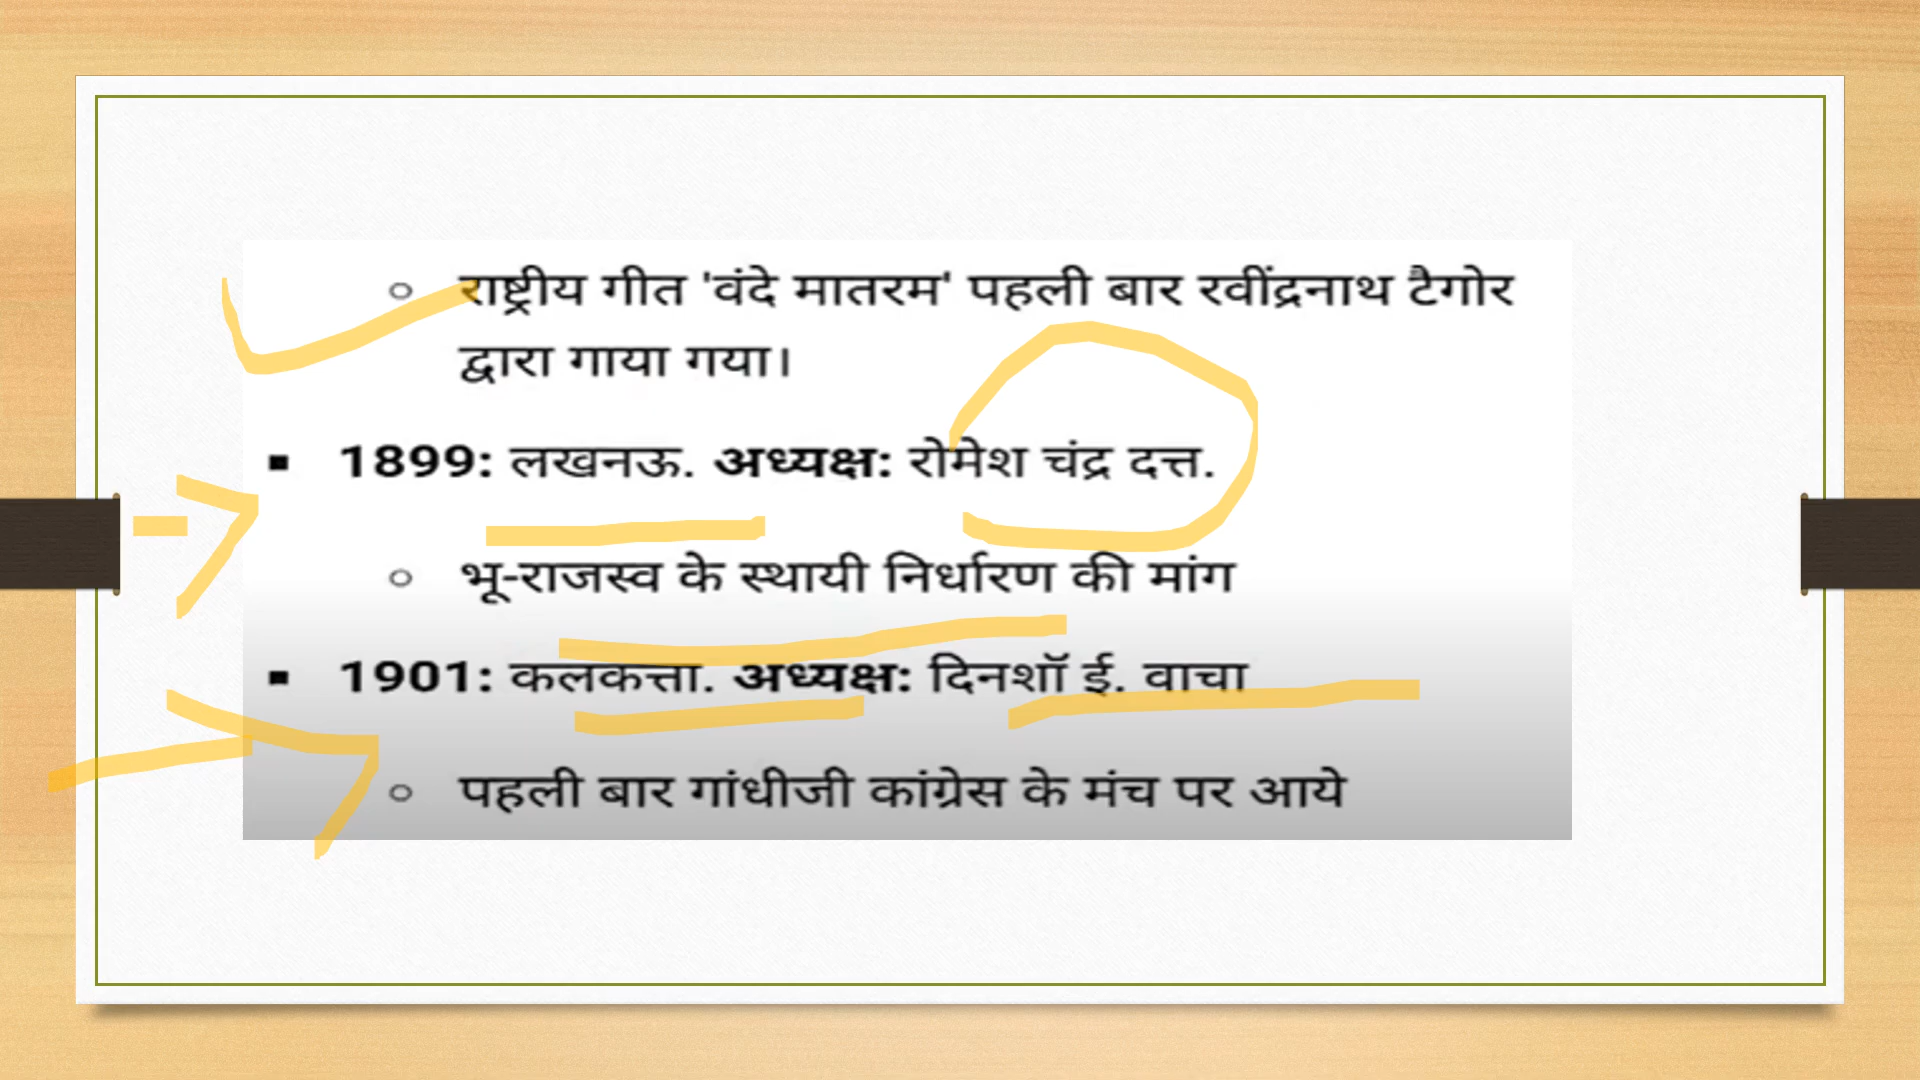 राष्ट्रीय गीत 'वंदे मातरम' पहली बार रवींद्रनाथ टैगोर
द्वारा गाया गया।
1899: लखनऊ. अध्यक्ष: रोमेश चंद्र दत्त.
भू-राजस्व के स्थायी निर्धारण की मांग
1901: कलकत्ता. अध्यक्ष: दिनशॉ ई. वाचा
पहली बार गांधीजी कांग्रेस के मंच पर आये